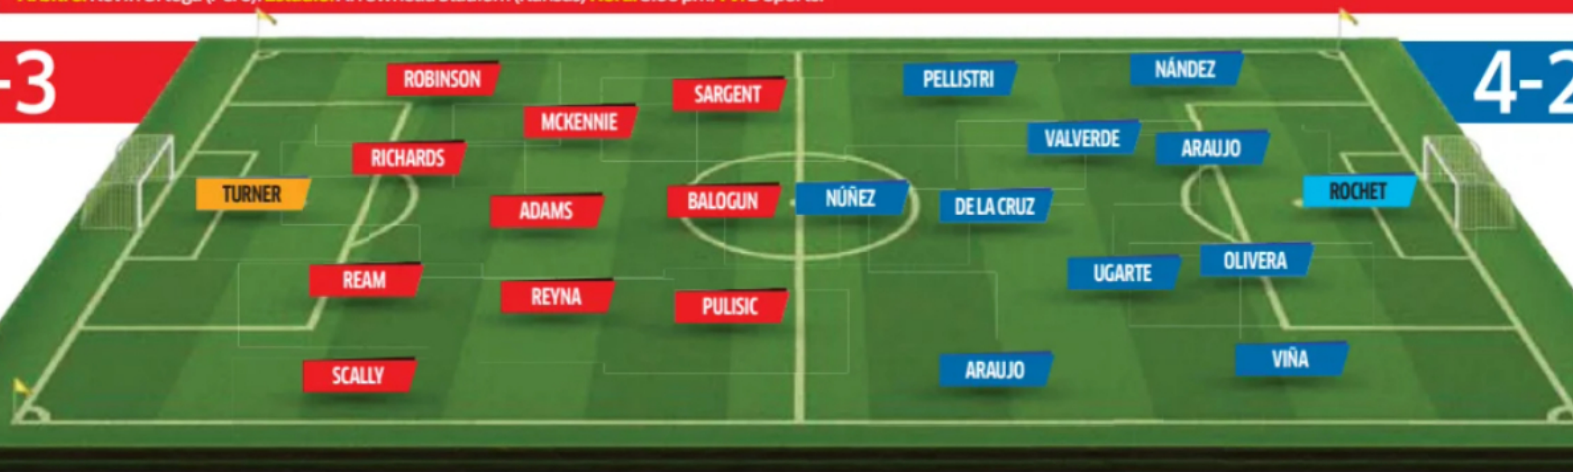 -3
4-2
ROBINSON
SARGENT
PELLISTRI
NÁNDEZ
MCKENNIE
VALVERDE
RICHARDS
ARAUJO
TURNER
BALOGUN
NÚÑEZ
DE LA CRUZ
ROCHET
ADAMS
REAM
REYNA
PULISIC
UGARTE
OLIVERA
SCALLY
ARAUJO
VIÑA